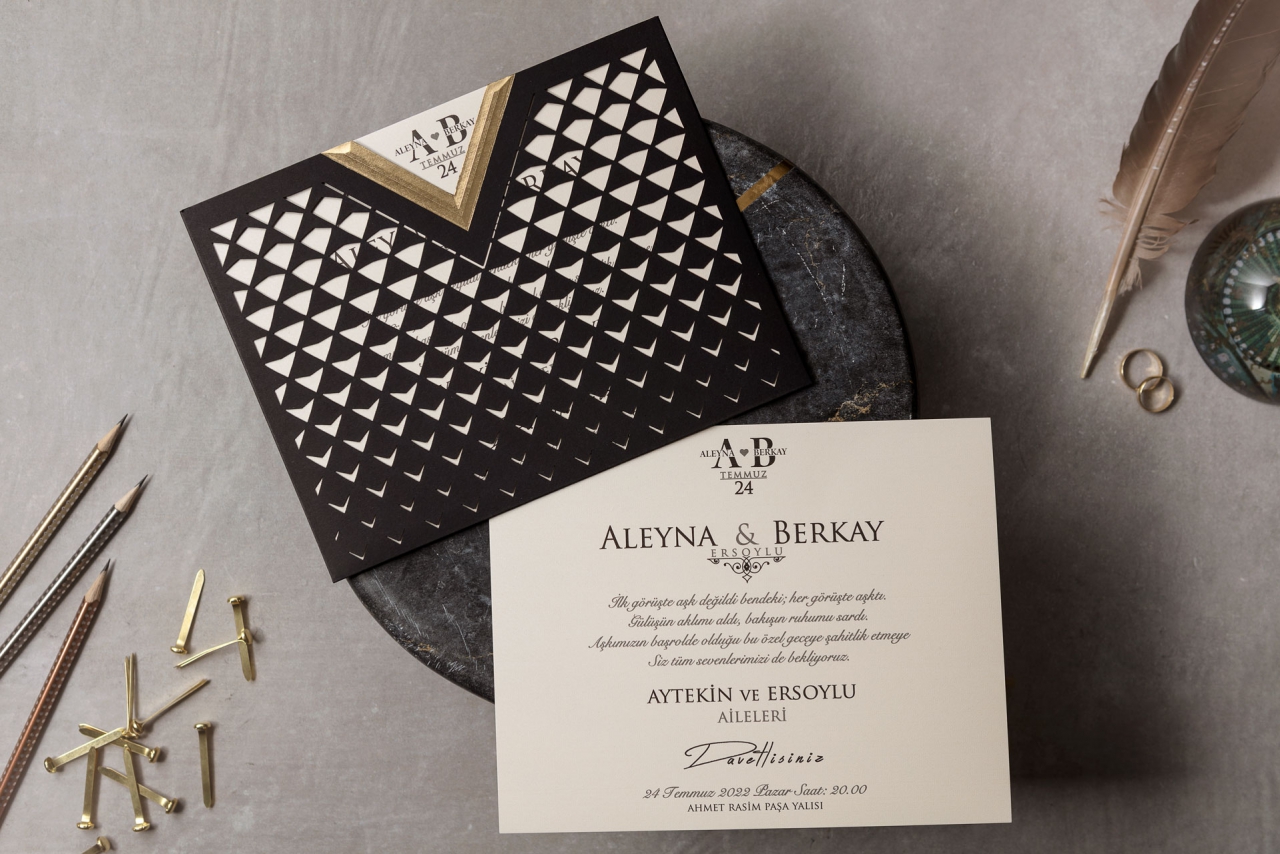 A B
ALEYNA BERKAY
TEMMUZ
24
A B
ALEYNA BERKAY
TEMMUZ
24
ALEYNA & BERKAY
ERSOYLU
İlk görüşte aşk değildi bendeki; her görüşte aşktı.
Gülüşün aklımı aldı, bakışın ruhumu sardı.
Aşkımızın başrolde olduğu bu özel geceye şahitlik etmeye
Siz tüm sevenlerimizi de bekliyoruz.
AYTEKİN VE ERSOYLU
AİLELERİ
Davetlisiniz
24 Temmuz 2022 Pazar Saat: 20.00
AHMET RASİM PAŞA YALISI